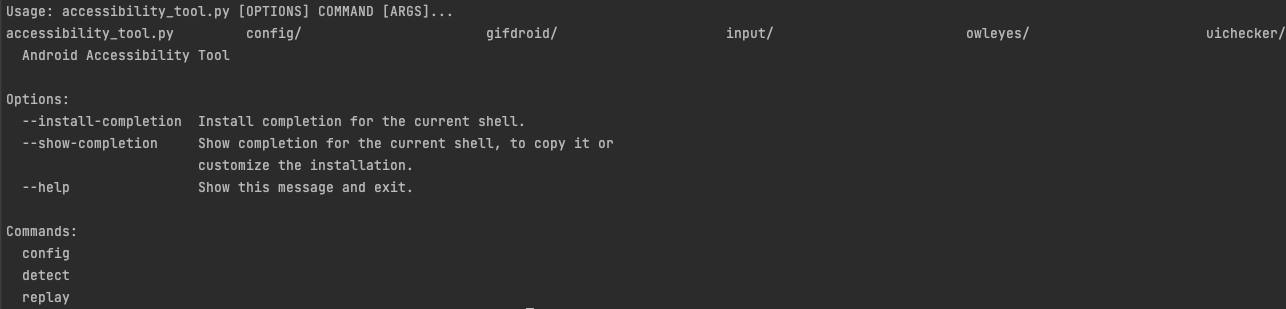 Usage: accessibility_tool.py [OPTIONS] COMMAND [ARGS]...
accessibility_tool.py config/ gifdroid/ input/ owleyes/ uichecker/
Android Accessibility Tool
Options:
--install-completion Install completion for the current shell.
--show-completion Show completion for the current shell, to copy it or
customize the installation.
--help Show this message and exit.
Commands:
config
detect
replay